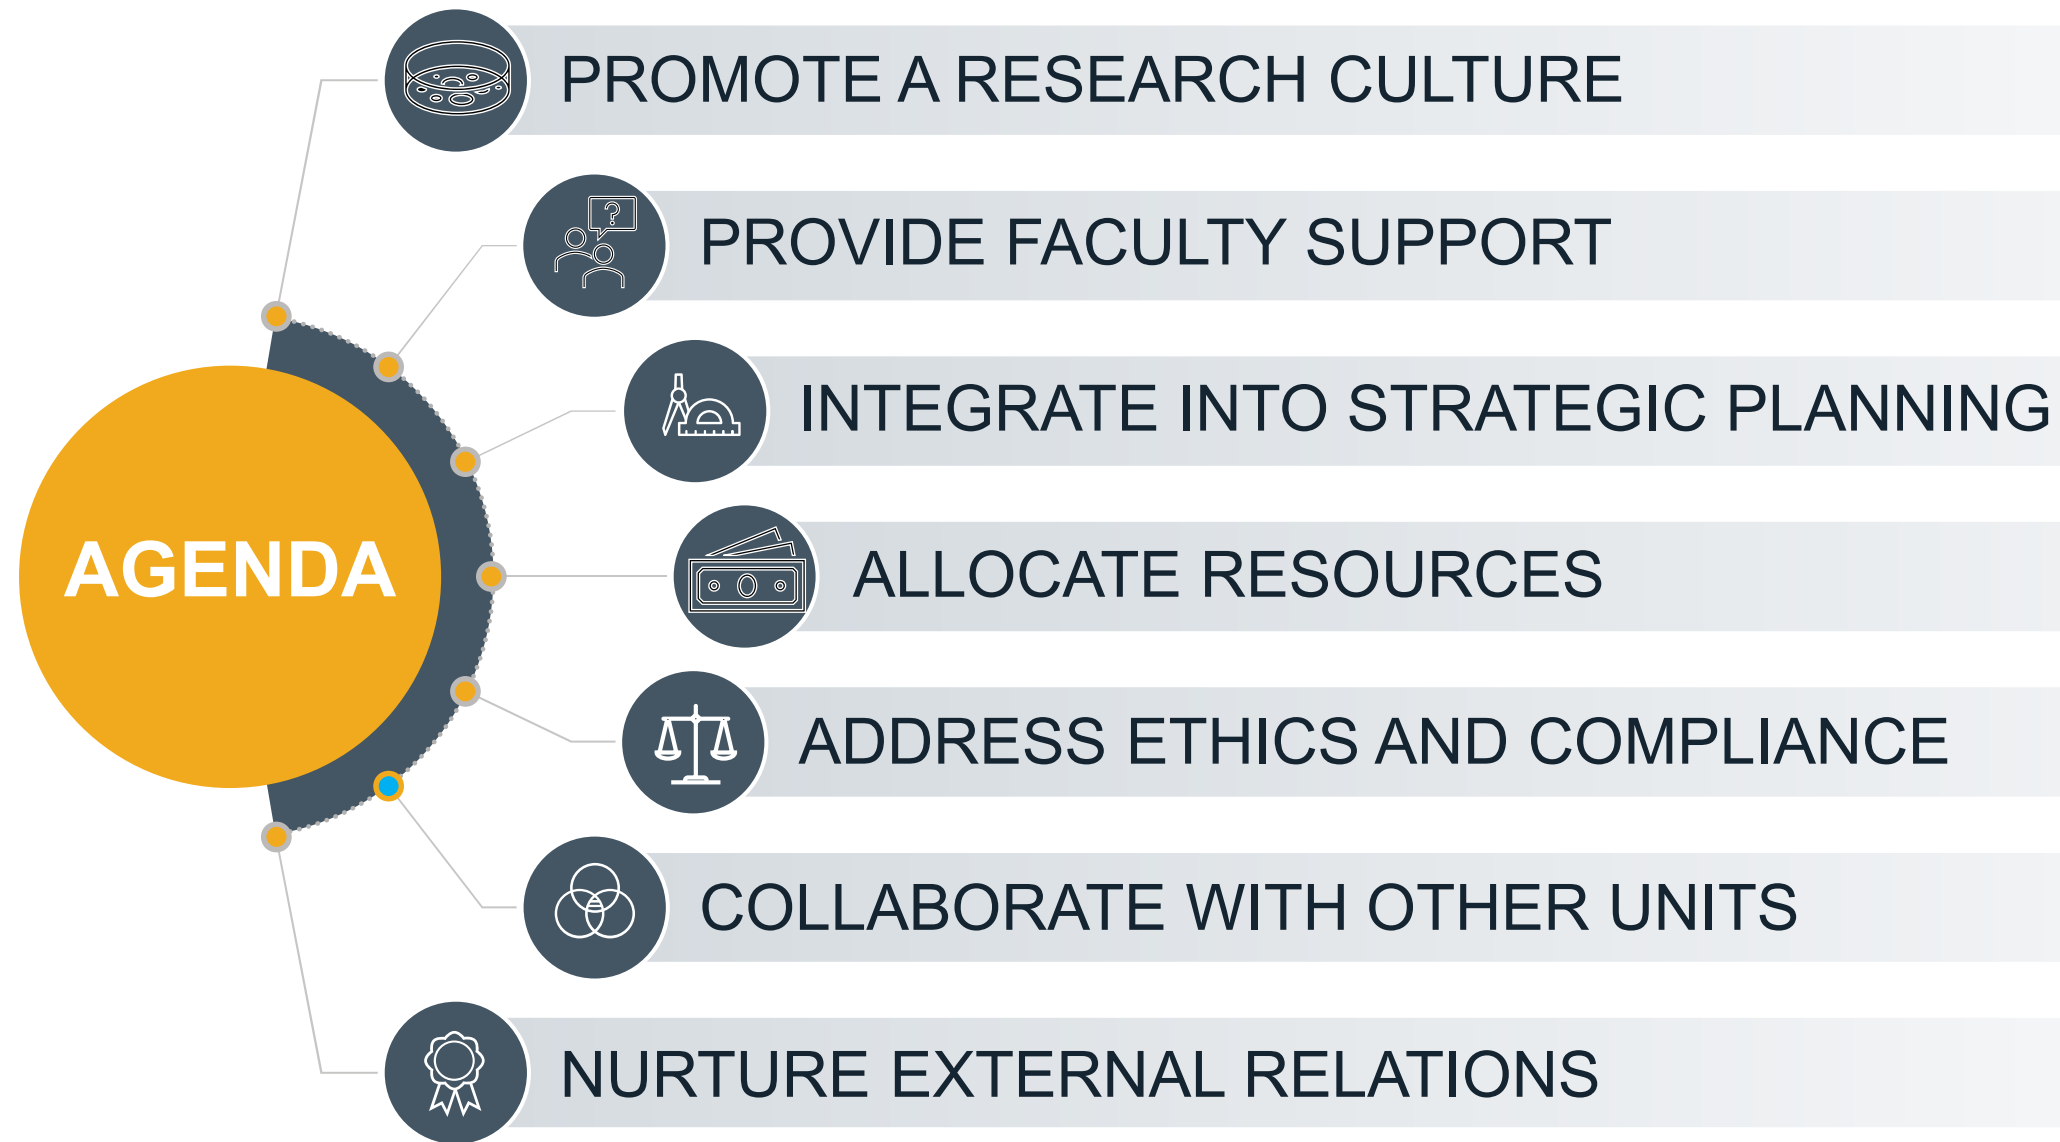 PROMOTE A RESEARCH CULTURE
?
PROVIDE FACULTY SUPPORT
INTEGRATE INTO STRATEGIC PLANNING
AGENDA
ALLOCATE RESOURCES
ADDRESS ETHICS AND COMPLIANCE
COLLABORATE WITH OTHER UNITS
NURTURE EXTERNAL RELATIONS